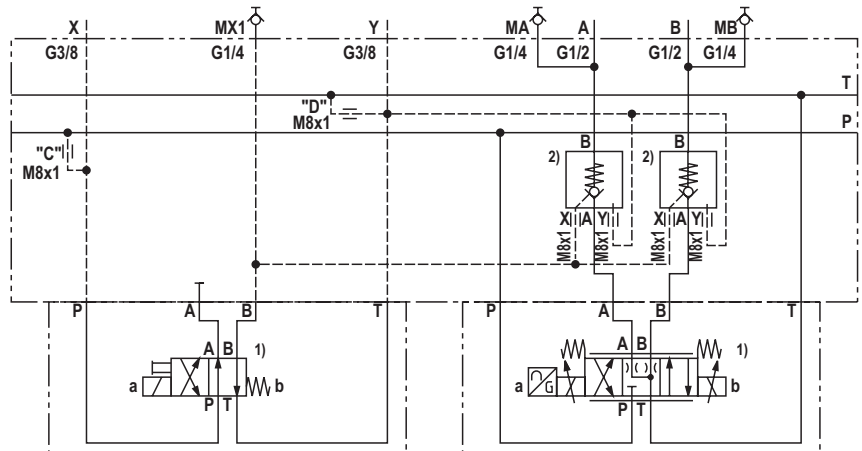 X MX1 Y MA A B MB
G3/8 G1/4 G3/8 G1/4 G1/2 G1/2 G1/4
T
"D"
M8x1
P
"C"
M8x1
B B
2) 2)
X A Y X A Y
M8x1 M8x1 M8x1 M8x1
P A B T P A B T
A B 1) A B 1)
a b a b
P T P T
G